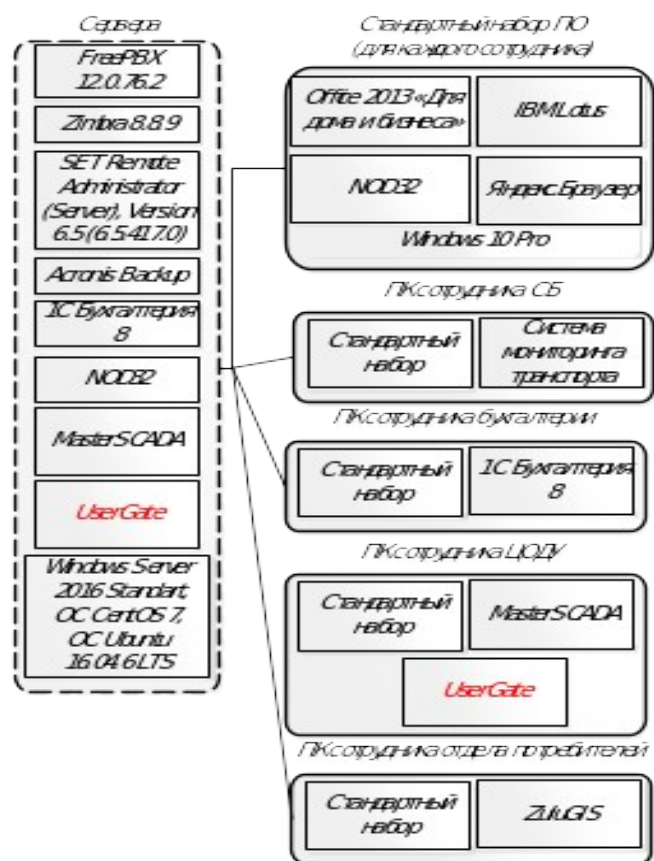 Сервера
FreePBX
12.0.76.2
Zimbra 8.8.9
SET Remote
Administrator
(Server), Version
6.5 (6.5.417.0)
Acronis Backup
1С Бухгалтерия
8
NOD32
MasterSCADA
UserGate
Windows Server
2016 Standart,
ОС CentOS 7,
ОС Ubuntu
16.04.6 LTS
Стандартный набор ПО
(для каждого сотрудника)
Office 2013 «Для
дома и бизнеса»
IBM Lotus
NOD32
Яндекс.Браузер
Windows 10 Pro
ПК сотрудника СБ
Стандартный
набор
Система
мониторинга
транспорта
ПК сотрудника бухгалтерии
Стандартный
набор
1С Бухгалтерия
8
ПК сотрудника ЦОДУ
Стандартный
набор
MasterSCADA
UserGate
ПК сотрудника отдела потребителей
Стандартный
набор
ZuluGIS